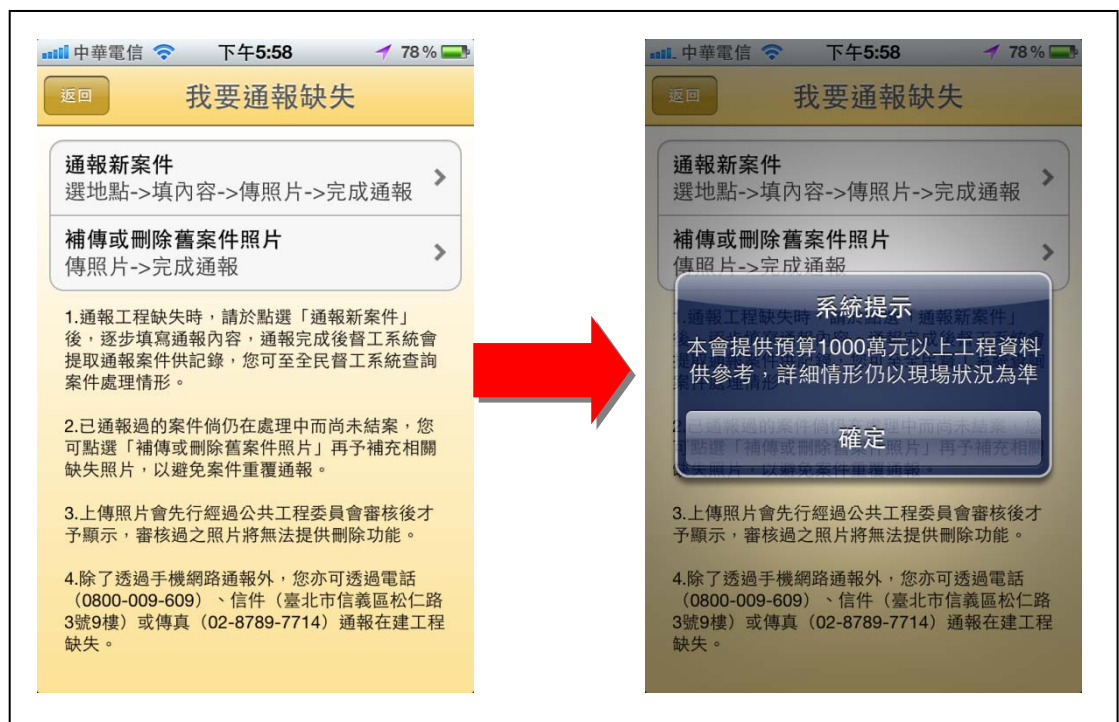 中華電信 下午5:58 78%
返回 我要通報缺失
通報新案件
選地點->填內容->傳照片->完成通報
補傳或刪除舊案件照片
傳照片->完成通報
1.通報工程缺失時，請於點選「通報新案件」
後，逐步填寫通報內容，通報完成後督工系統會
提取通報案件供記錄，您可至全民督工系統查詢
案件處理情形。
2.已通報過的案件倘仍在處理中而尚未結案，您
可點選「補傳或刪除舊案件照片」再予補充相關
缺失照片，以避免案件重覆通報。
3.上傳照片會先行經過公共工程委員會審核後才
予顯示，審核過之照片將無法提供刪除功能。
4.除了透過手機網路通報外，您亦可透過電話
（0800-009-609）、信件（臺北市信義區松仁路
3號9樓）或傳真（02-8789-7714）通報在建工程
缺失。
中華電信 下午5:58 78%
返回 我要通報缺失
通報新案件
選地點->填內容->傳照片->完成通報
補傳或刪除舊案件照片
傳照片->完成通報
系統提示
本會提供預算1000萬元以上工程資料
供參考，詳細情形仍以現場狀況為準
確定
3.上傳照片會先行經過公共工程委員會審核後才
予顯示，審核過之照片將無法提供刪除功能。
4.除了透過手機網路通報外，您亦可透過電話
（0800-009-609）、信件（臺北市信義區松仁路
3號9樓）或傳真（02-8789-7714）通報在建工程
缺失。